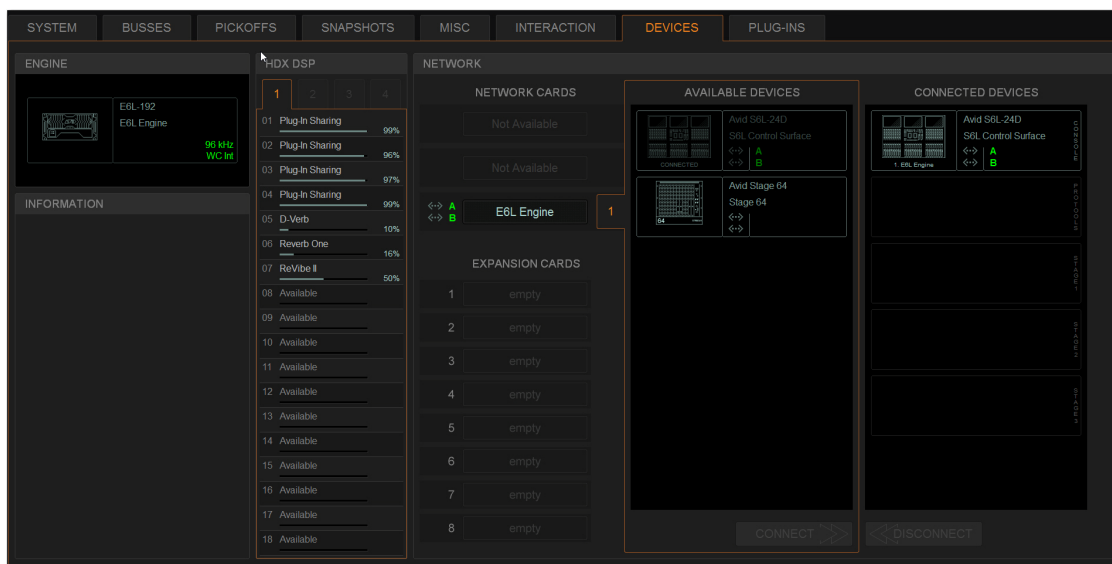 SYSTEM BUSSES PICKOFFS SNAPSHOTS MISC INTERACTION DEVICES PLUG-INS
ENGINE
E6L-192
E6L Engine
96 kHz
WC Int
INFORMATION
HDX DSP
1 2 3 4
01 Plug-In Sharing 99%
02 Plug-In Sharing 96%
03 Plug-In Sharing 97%
04 Plug-In Sharing 99%
05 D-Verb 10%
06 Reverb One 16%
07 ReVibe II 50%
08 Available
09 Available
10 Available
11 Available
12 Available
13 Available
14 Available
15 Available
16 Available
17 Available
18 Available
NETWORK
NETWORK CARDS
Not Available
Not Available
A
B
E6L Engine 1
EXPANSION CARDS
1 empty
2 empty
3 empty
4 empty
5 empty
6 empty
7 empty
8 empty
AVAILABLE DEVICES
Avid S6L-24D
S6L Control Surface
A
B
CONNECTED
Avid Stage 64
Stage 64
64
CONNECT
CONNECTED DEVICES
Avid S6L-24D
S6L Control Surface
A
B
1. E6L Engine
CONSOLE
PROTOOLS
STAGE 1
STAGE 2
STAGE 3
DISCONNECT